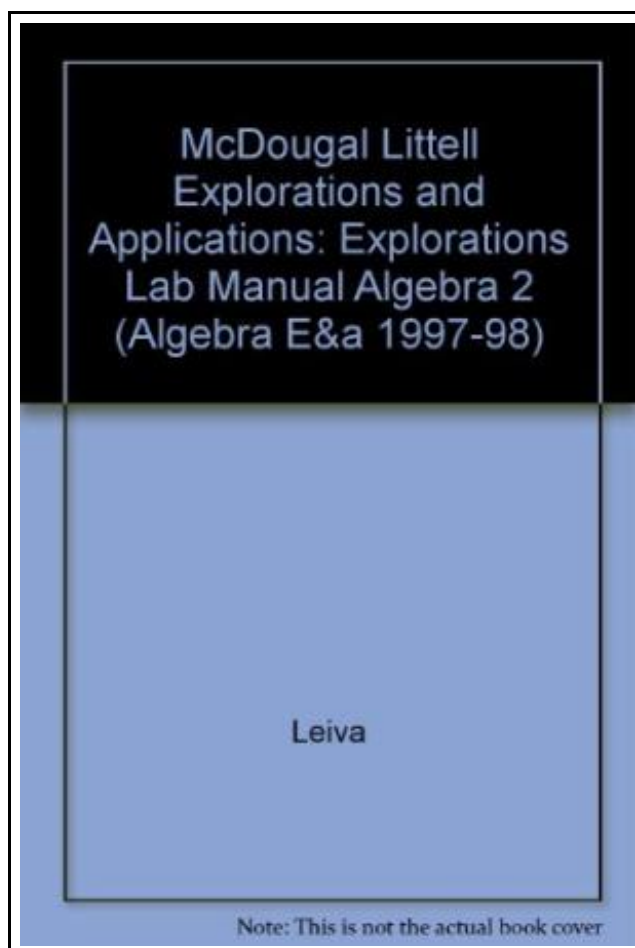 McDougal Littell
Explorations and
Applications: Explorations
Lab Manual Algebra 2
(Algebra E&a 1997-98)
Leiva
Note: This is not the actual book cover